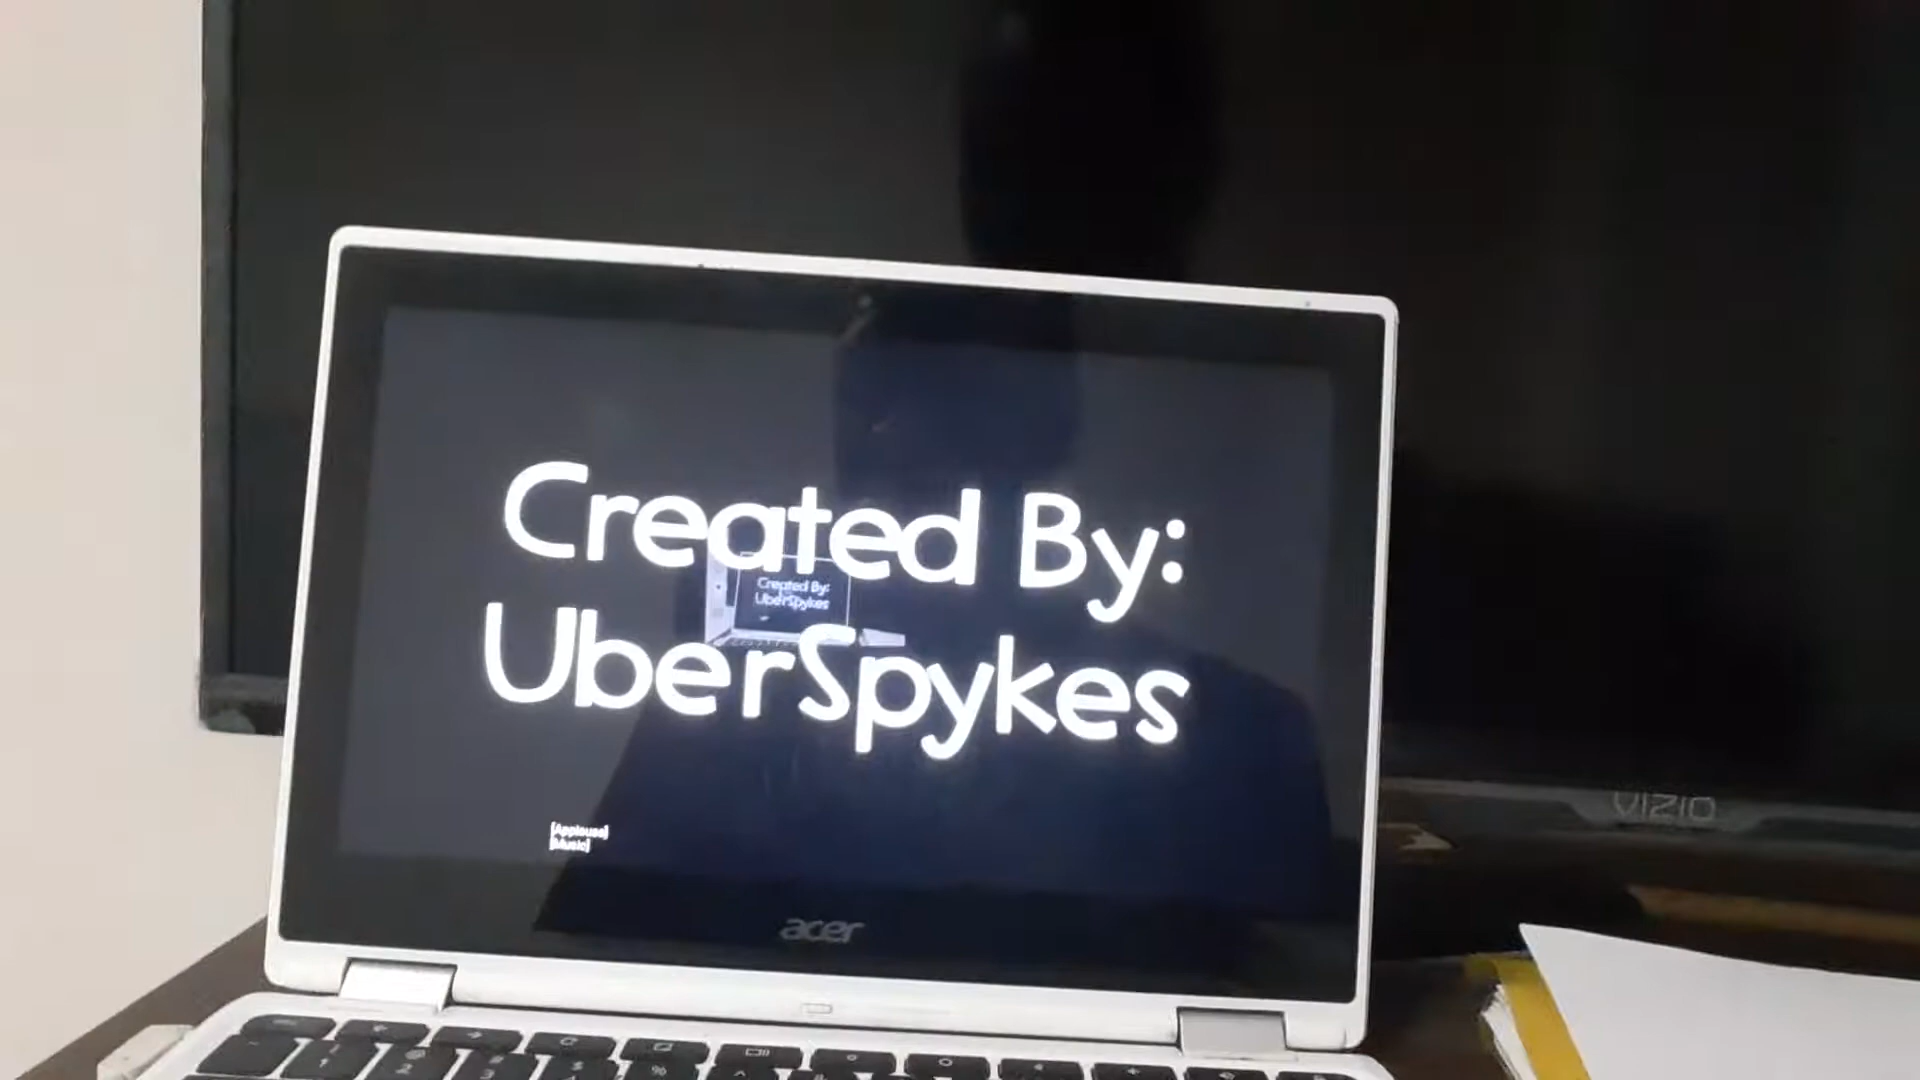 Created By:
UberSpykes
Created By:
UberSpykes
[Applause]
[Music]
acer
VIZIO